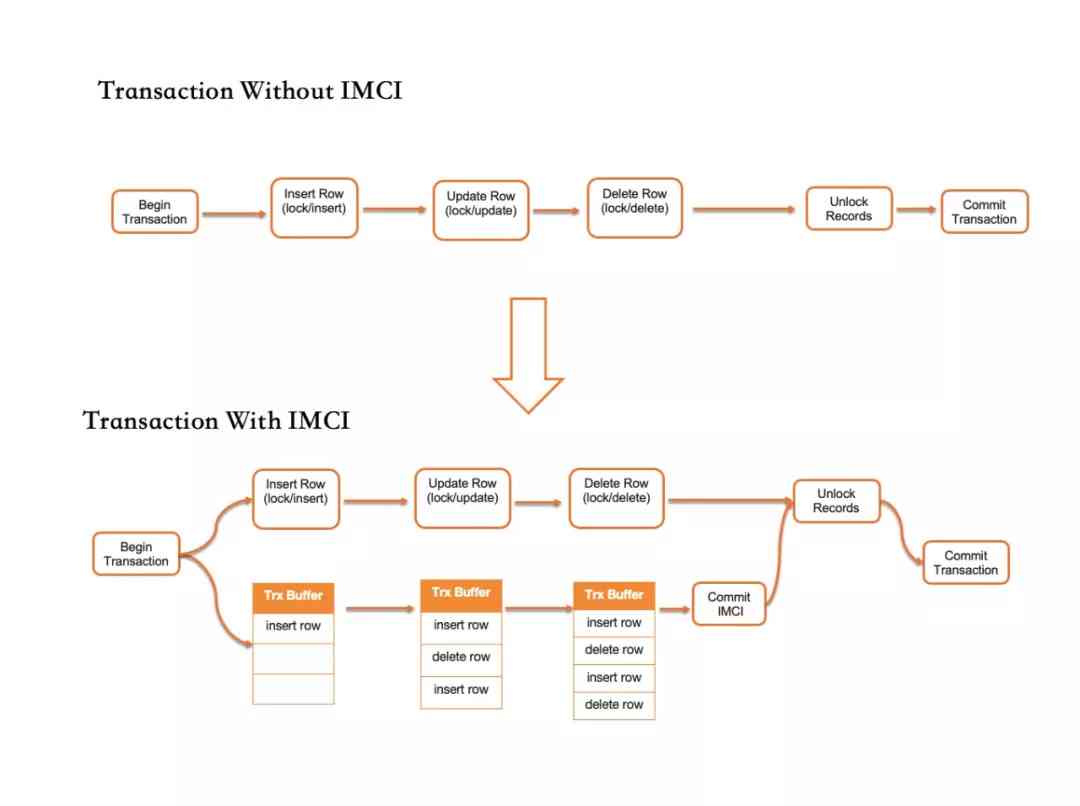 Transaction Without IMCI
Begin
Transaction
Insert Row
(lock/insert)
Update Row
(lock/update)
Delete Row
(lock/delete)
Unlock
Records
Commit
Transaction
Transaction With IMCI
Begin
Transaction
Insert Row
(lock/insert)
Update Row
(lock/update)
Delete Row
(lock/delete)
Unlock
Records
Commit
Transaction
Trx Buffer
insert row
Trx Buffer
insert row
delete row
insert row
Trx Buffer
insert row
delete row
insert row
delete row
Commit
IMCI